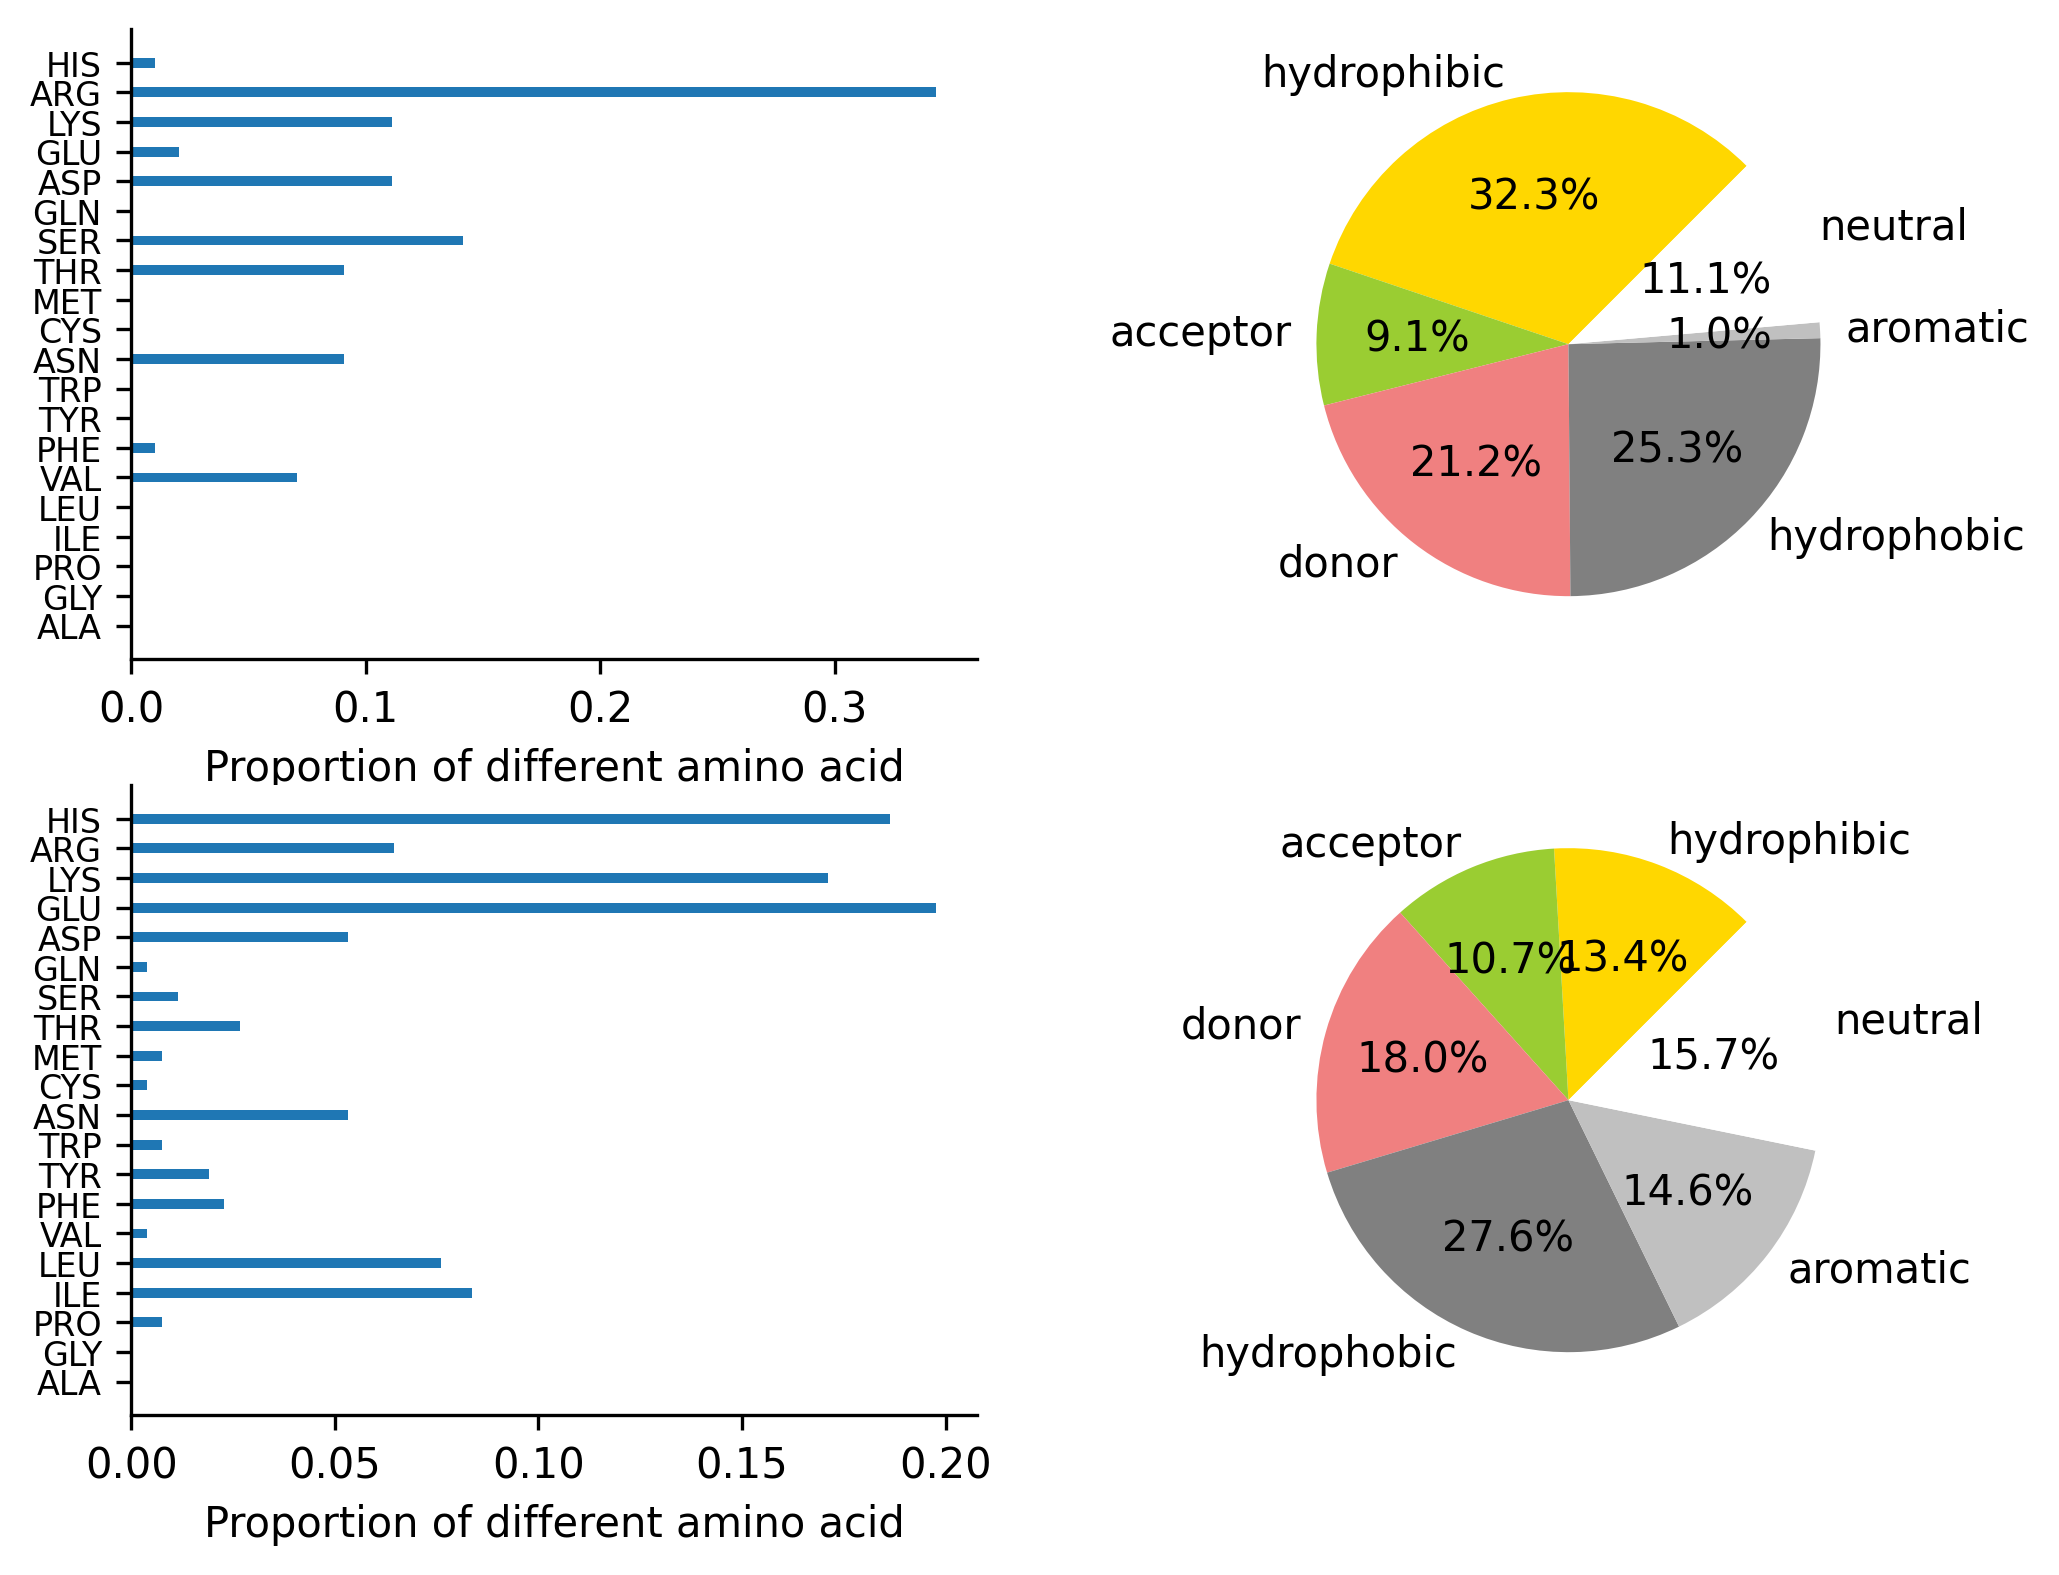 HIS
ARG
LYS
GLU
ASP
GLN
SER
THR
MET
CYS
ASN
TRP
TYR
PHE
VAL
LEU
ILE
PRO
GLY
ALA
0.0 0.1 0.2 0.3
Proportion of different amino acid
hydrophibic
32.3%
neutral
11.1%
acceptor
9.1%
1.0%
aromatic
21.2%
25.3%
donor
hydrophobic
HIS
ARG
LYS
GLU
ASP
GLN
SER
THR
MET
CYS
ASN
TRP
TYR
PHE
VAL
LEU
ILE
PRO
GLY
ALA
0.00 0.05 0.10 0.15 0.20
Proportion of different amino acid
acceptor
hydrophibic
10.7%
13.4%
donor
neutral
18.0%
15.7%
14.6%
27.6%
aromatic
hydrophobic